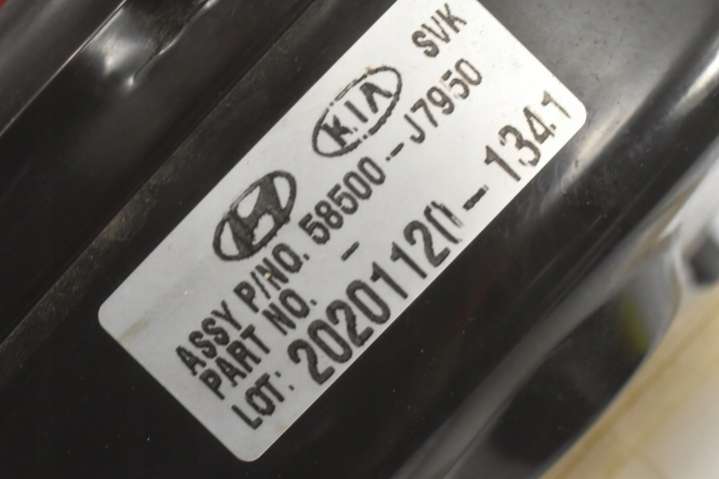 KIA SVK
ASSY P/NO. 58500-J7950
PART NO. -
LOT: 20201120-1341